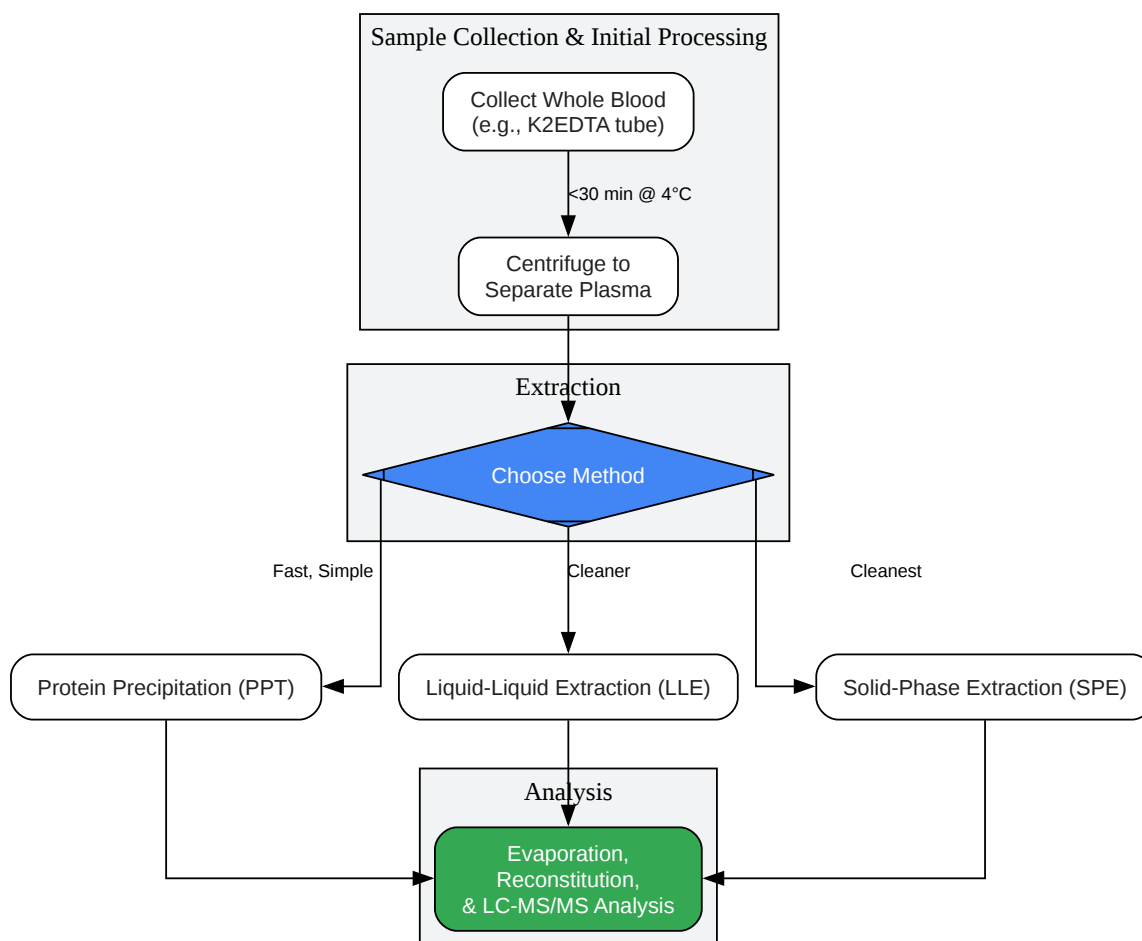 Sample Collection & Initial Processing
Collect Whole Blood
(e.g., K2EDTA tube)
<30 min @ 4°C
Centrifuge to
Separate Plasma
Extraction
Choose Method
Fast, Simple
Cleaner
Cleanest
Protein Precipitation (PPT)
Liquid-Liquid Extraction (LLE)
Solid-Phase Extraction (SPE)
Analysis
Evaporation,
Reconstitution,
& LC-MS/MS Analysis